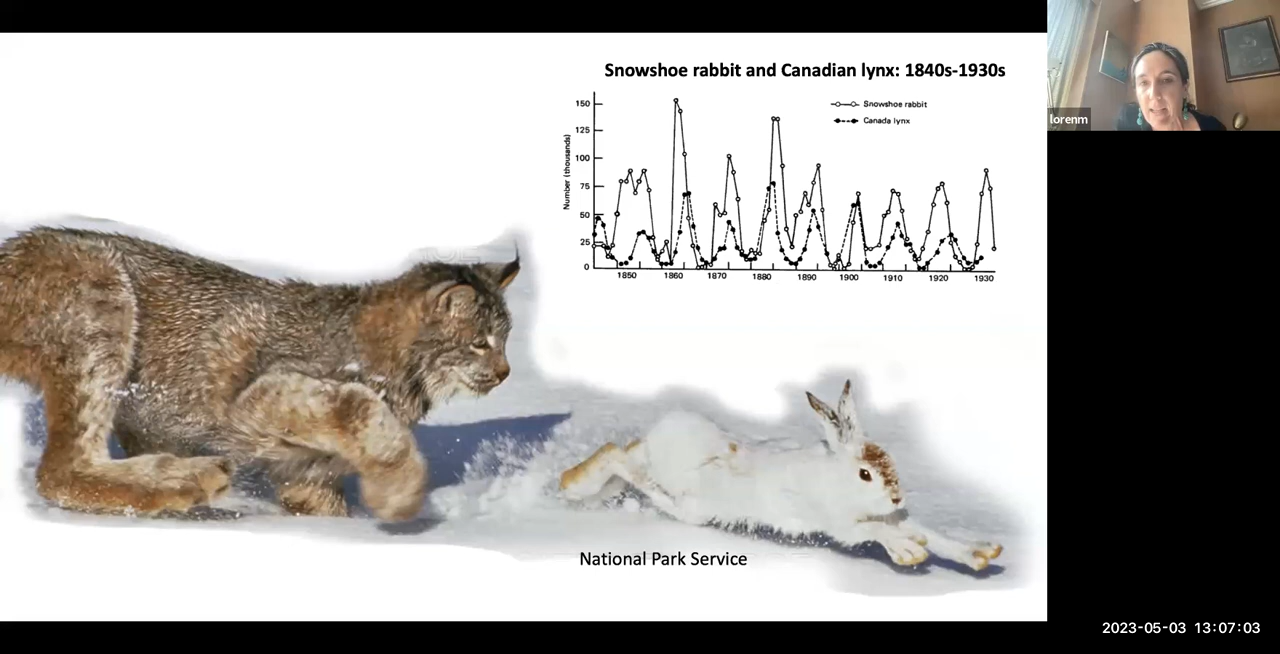 Snowshoe rabbit and Canadian lynx: 1840s-1930s
Number (thousands)
150
125
100
75
50
25
0
Snowshoe rabbit
Canada lynx
1850 1860 1870 1880 1890 1900 1910 1920 1930
lorenm
National Park Service
2023-05-03 13:07:03